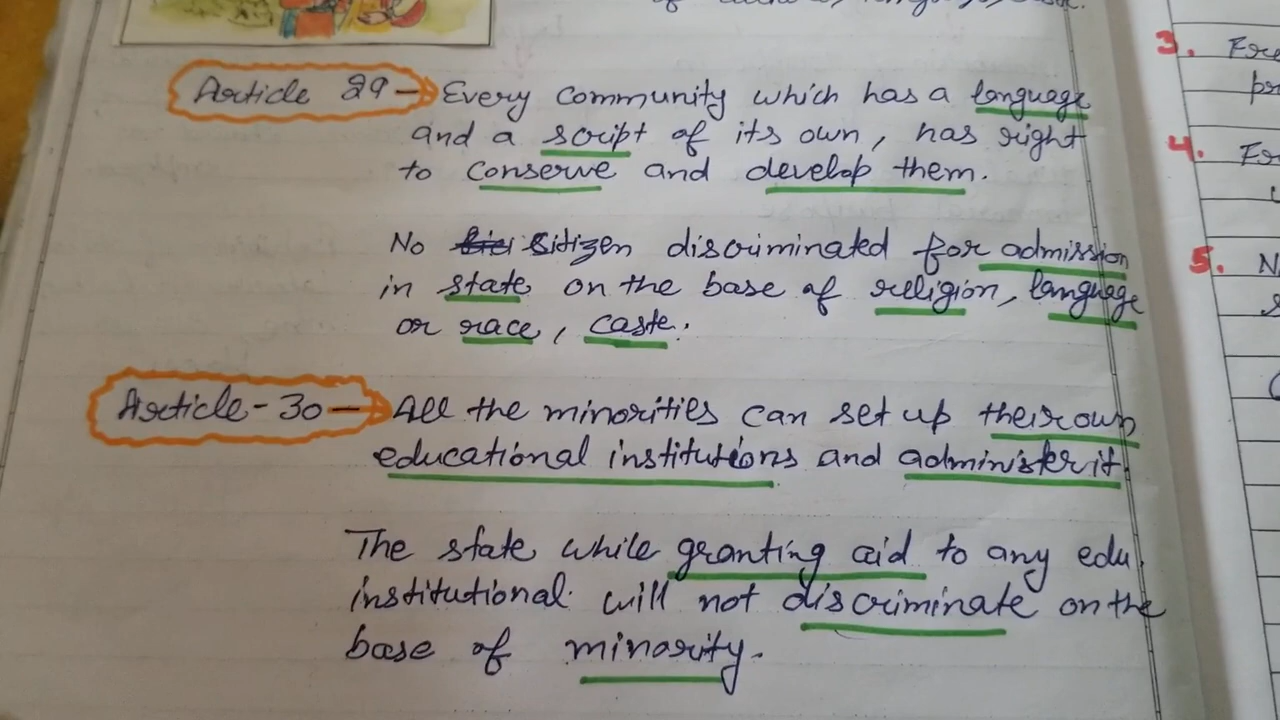 Article 29 → Every community which has a language
and a script of its own, has right
to conserve and develop them.
No citizen discriminated for admission
in state on the base of religion, language
or race, caste.
Article - 30 → All the minorities can set up their own
educational institutions and administer it.
The state while granting aid to any edu.
institutional will not discriminate on the
base of minority.
3.
4.
5.